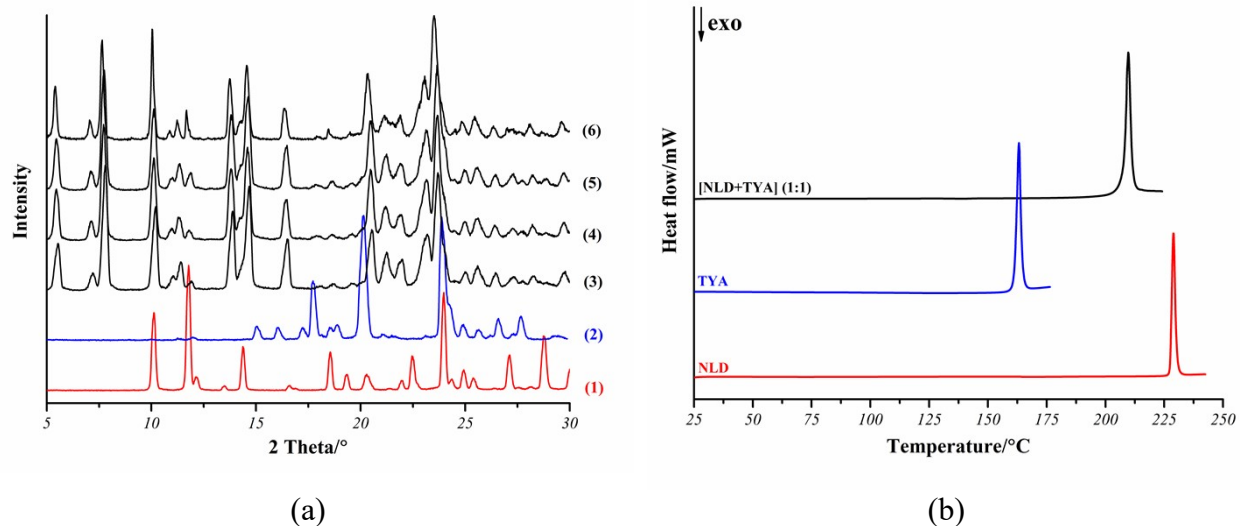 Intensity
(6)
(5)
(4)
(3)
(2)
(1)
5 10 15 20 25 30
2 Theta/°
(a)
exo
Heat flow/mW
[NLD+TYA] (1:1)
TYA
NLD
25 50 75 100 125 150 175 200 225 250
Temperature/°C
(b)